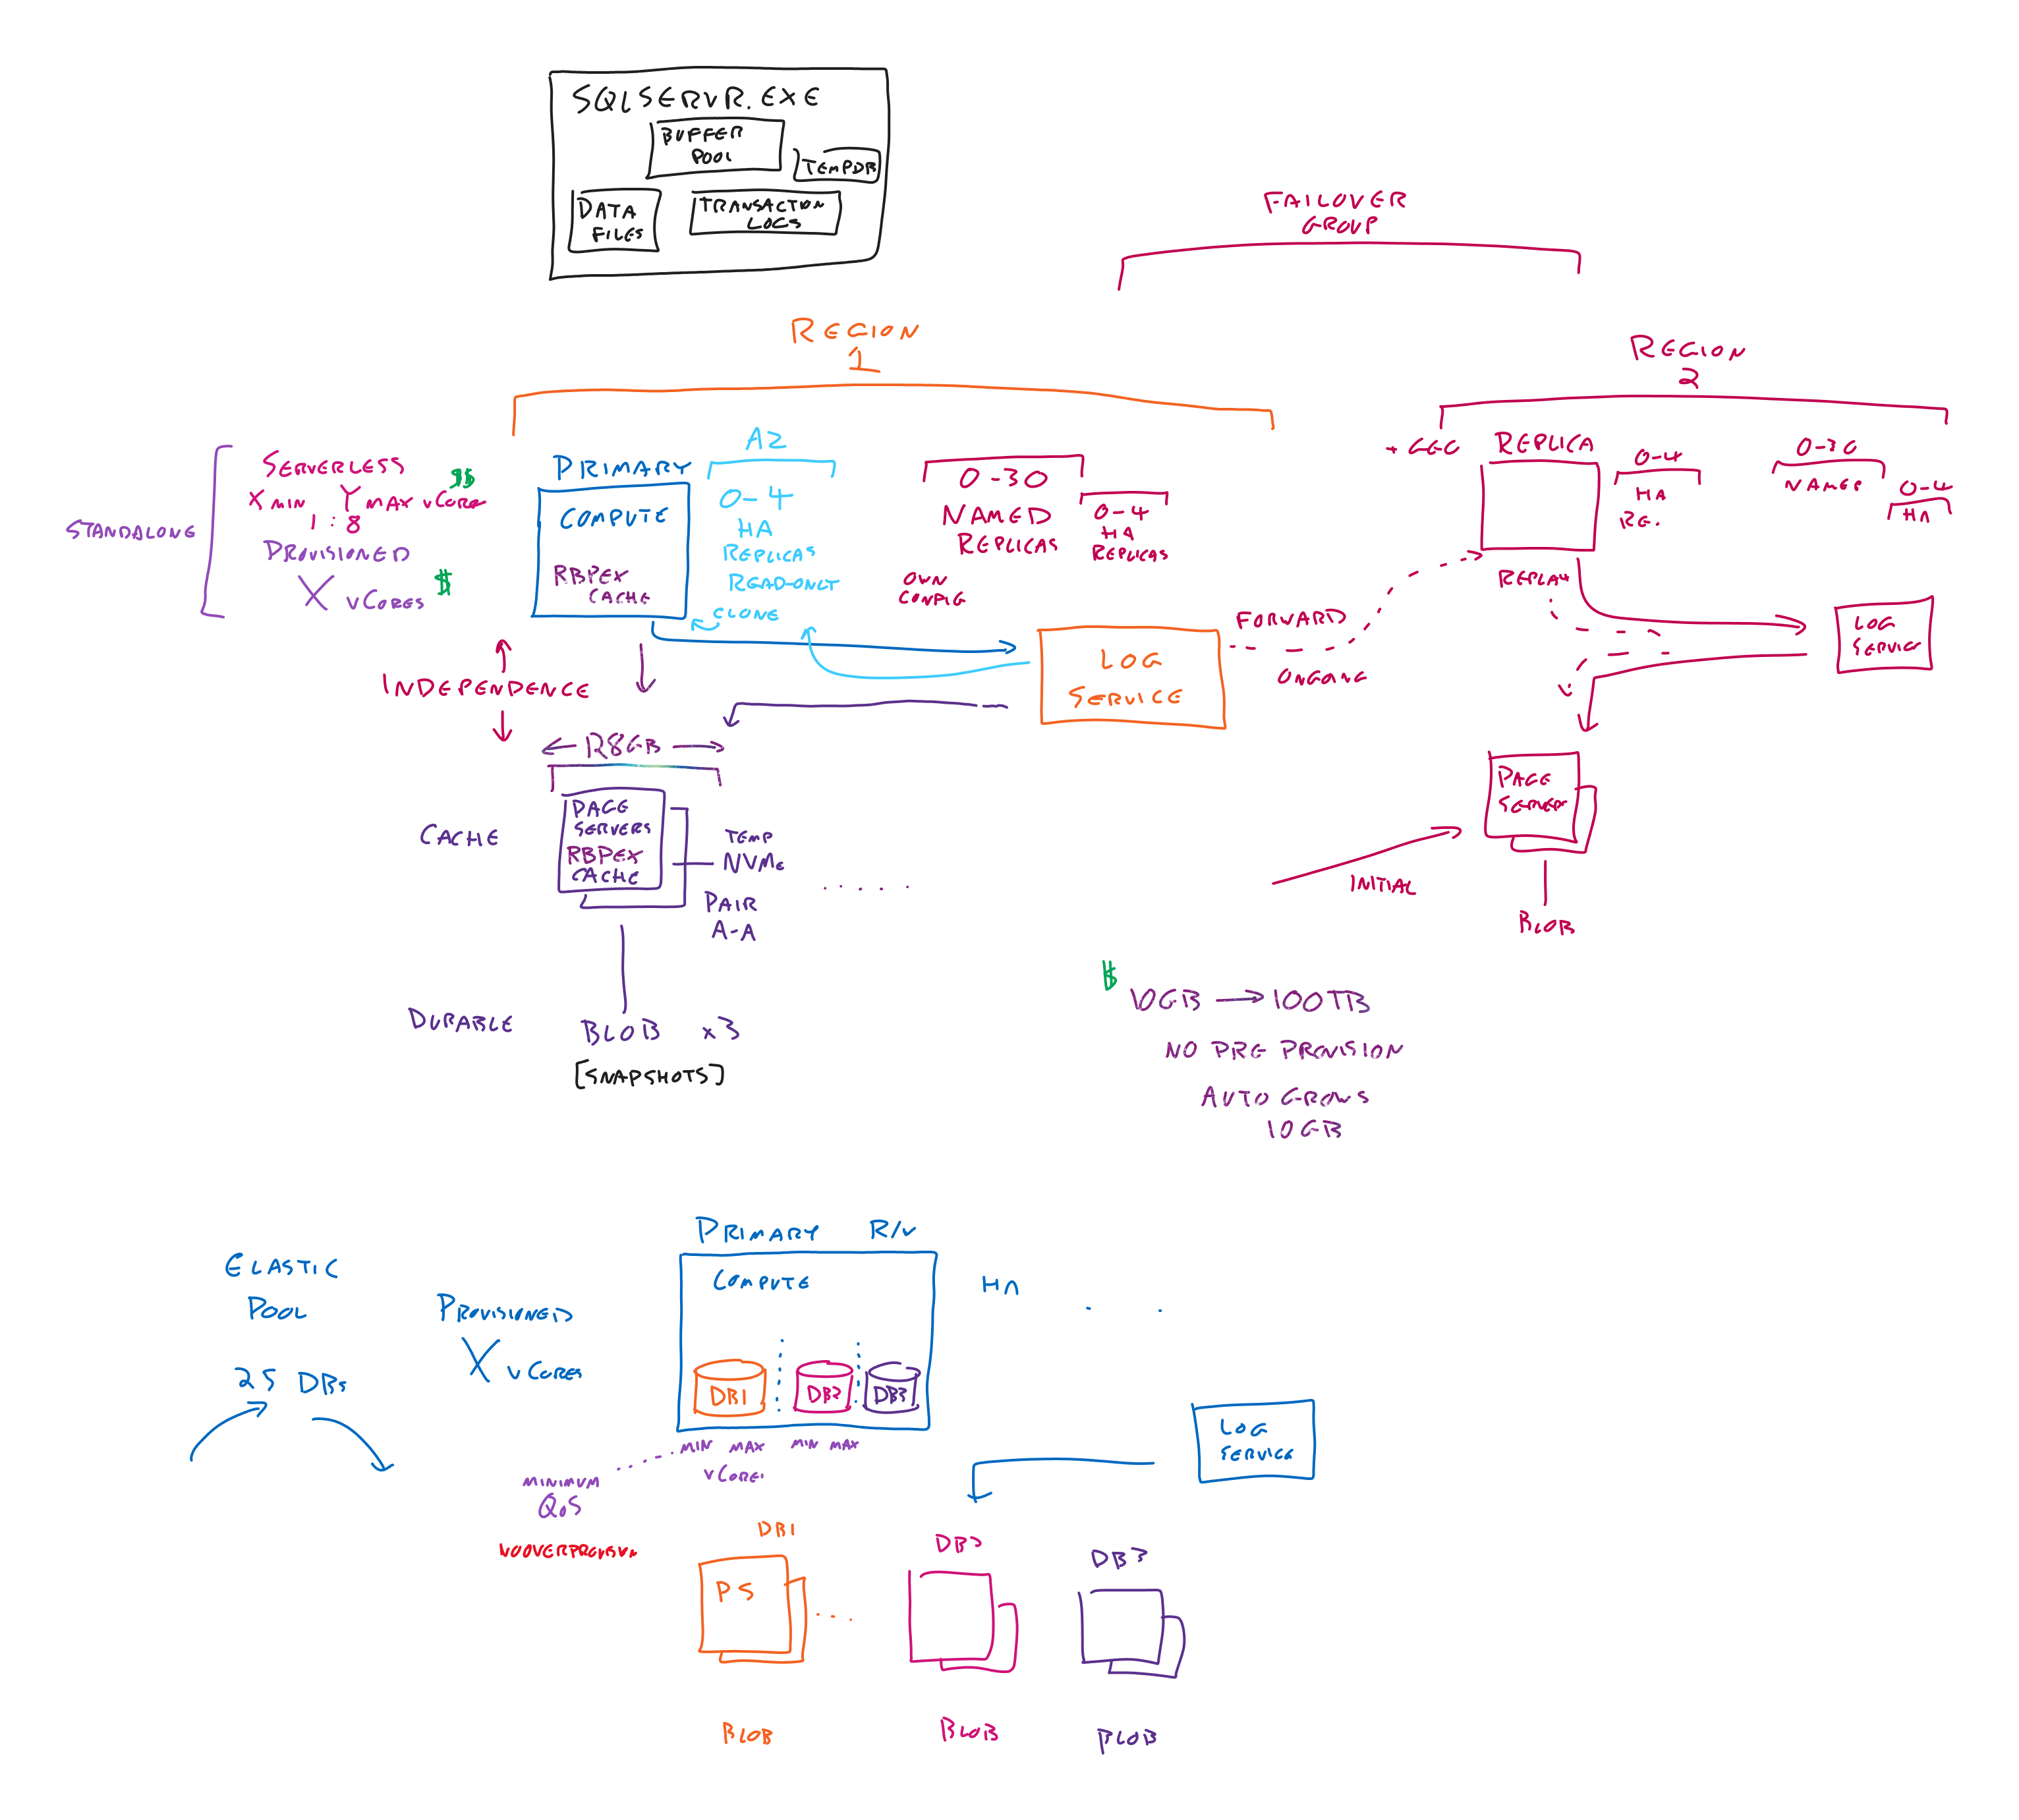 SQLSERVR.EXE
BUFFER
POOL
TEMPDB
DATA
FILES
TRANSACTION
LOGS
FAILOVER
GROUP
REGION
1
REGION
2
STANDALONE
SERVERLESS $$
X MIN Y MAX vCore
1 : 8
PROVISIONED
X vCores $
PRIMARY
COMPUTE
RBPEX
CACHE
AZ
0-4
HA
REPLICAS
READ-ONLY
CLONE
0-30
NAMED
REPLICAS
0-4
HA
REPLICAS
OWN
CONFIG
LOG
SERVICE
FORWARD
ONGOING
+ GEO REPLICA
0-4
HA
RE.
0-30
NAMED
0-4
HA
REPLAY
LOG
SERVICE
INDEPENDENCE
128GB
CACHE
PAGE
SERVERS
RBPEX
CACHE
TEMP
NVMe
PAIR
A-A
.....
PAGE
SERVERS
INITIAL
BLOB
DURABLE
BLOB x3
[SNAPSHOTS]
$
10GB → 100TB
NO PRE PROVISION
AUTO GROWS
10GB
ELASTIC
POOL
25 DBs
PROVISIONED
X vCores
PRIMARY R/W
COMPUTE
HA . .
DB1
DB2
DB3
MIN MAX MIN MAX
vCore.
MINIMUM
QoS
NO OVERPROVISION
LOG
SERVICE
DB1
PS
...
DB2
DB3
BLOB
BLOB
BLOB